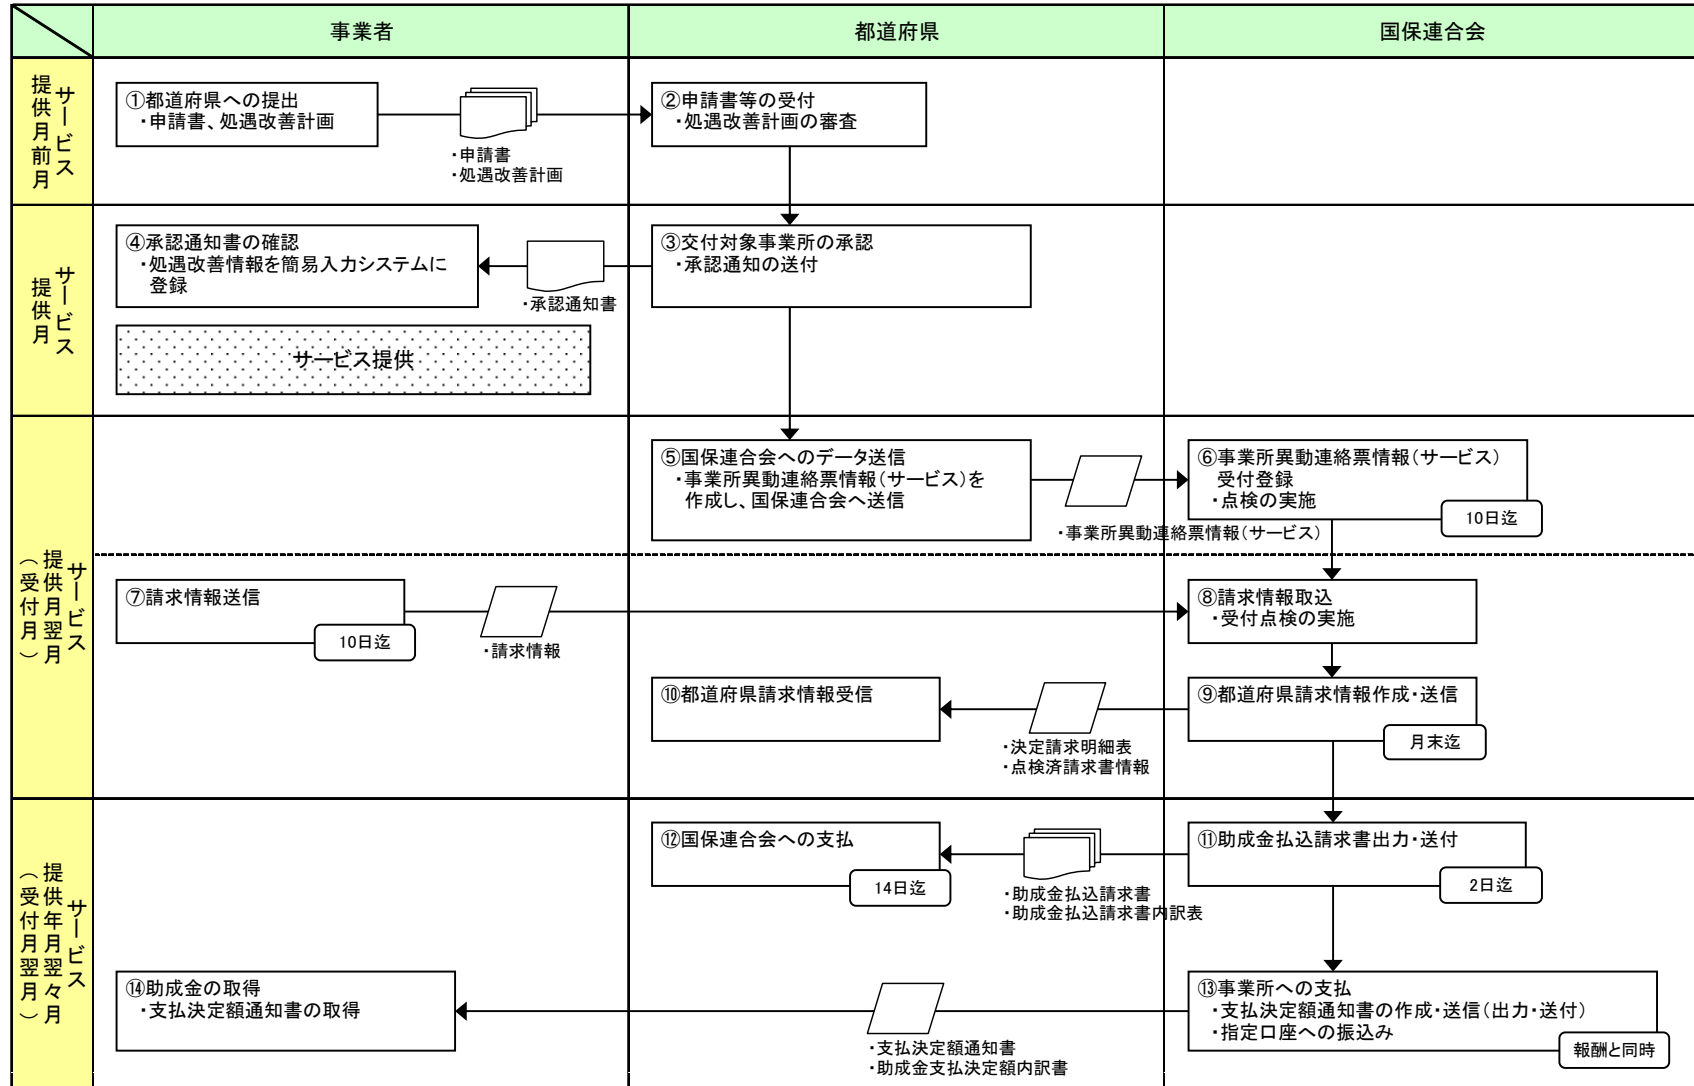 事業者
都道府県
国保連合会
サービス
提供月前月
①都道府県への提出
・申請書、処遇改善計画
・申請書
・処遇改善計画
②申請書等の受付
・処遇改善計画の審査
サービス
提供月
④承認通知書の確認
・処遇改善情報を簡易入力システムに
登録
・承認通知書
③交付対象事業所の承認
・承認通知の送付
サービス提供
サービス
提供月翌月
（受付月）
⑤国保連合会へのデータ送信
・事業所異動連絡票情報（サービス）を
作成し、国保連合会へ送信
・事業所異動連絡票情報（サービス）
⑥事業所異動連絡票情報（サービス）
受付登録
・点検の実施
10日迄
⑦請求情報送信
10日迄
・請求情報
⑧請求情報取込
・受付点検の実施
⑩都道府県請求情報受信
・決定請求明細表
・点検済請求書情報
⑨都道府県請求情報作成・送信
月末迄
サービス
提供年月翌々月
（受付月翌月）
⑫国保連合会への支払
14日迄
・助成金払込請求書
・助成金払込請求書内訳表
⑪助成金払込請求書出力・送付
2日迄
⑭助成金の取得
・支払決定額通知書の取得
・支払決定額通知書
・助成金支払決定額内訳書
⑬事業所への支払
・支払決定額通知書の作成・送信（出力・送付）
・指定口座への振込み
報酬と同時